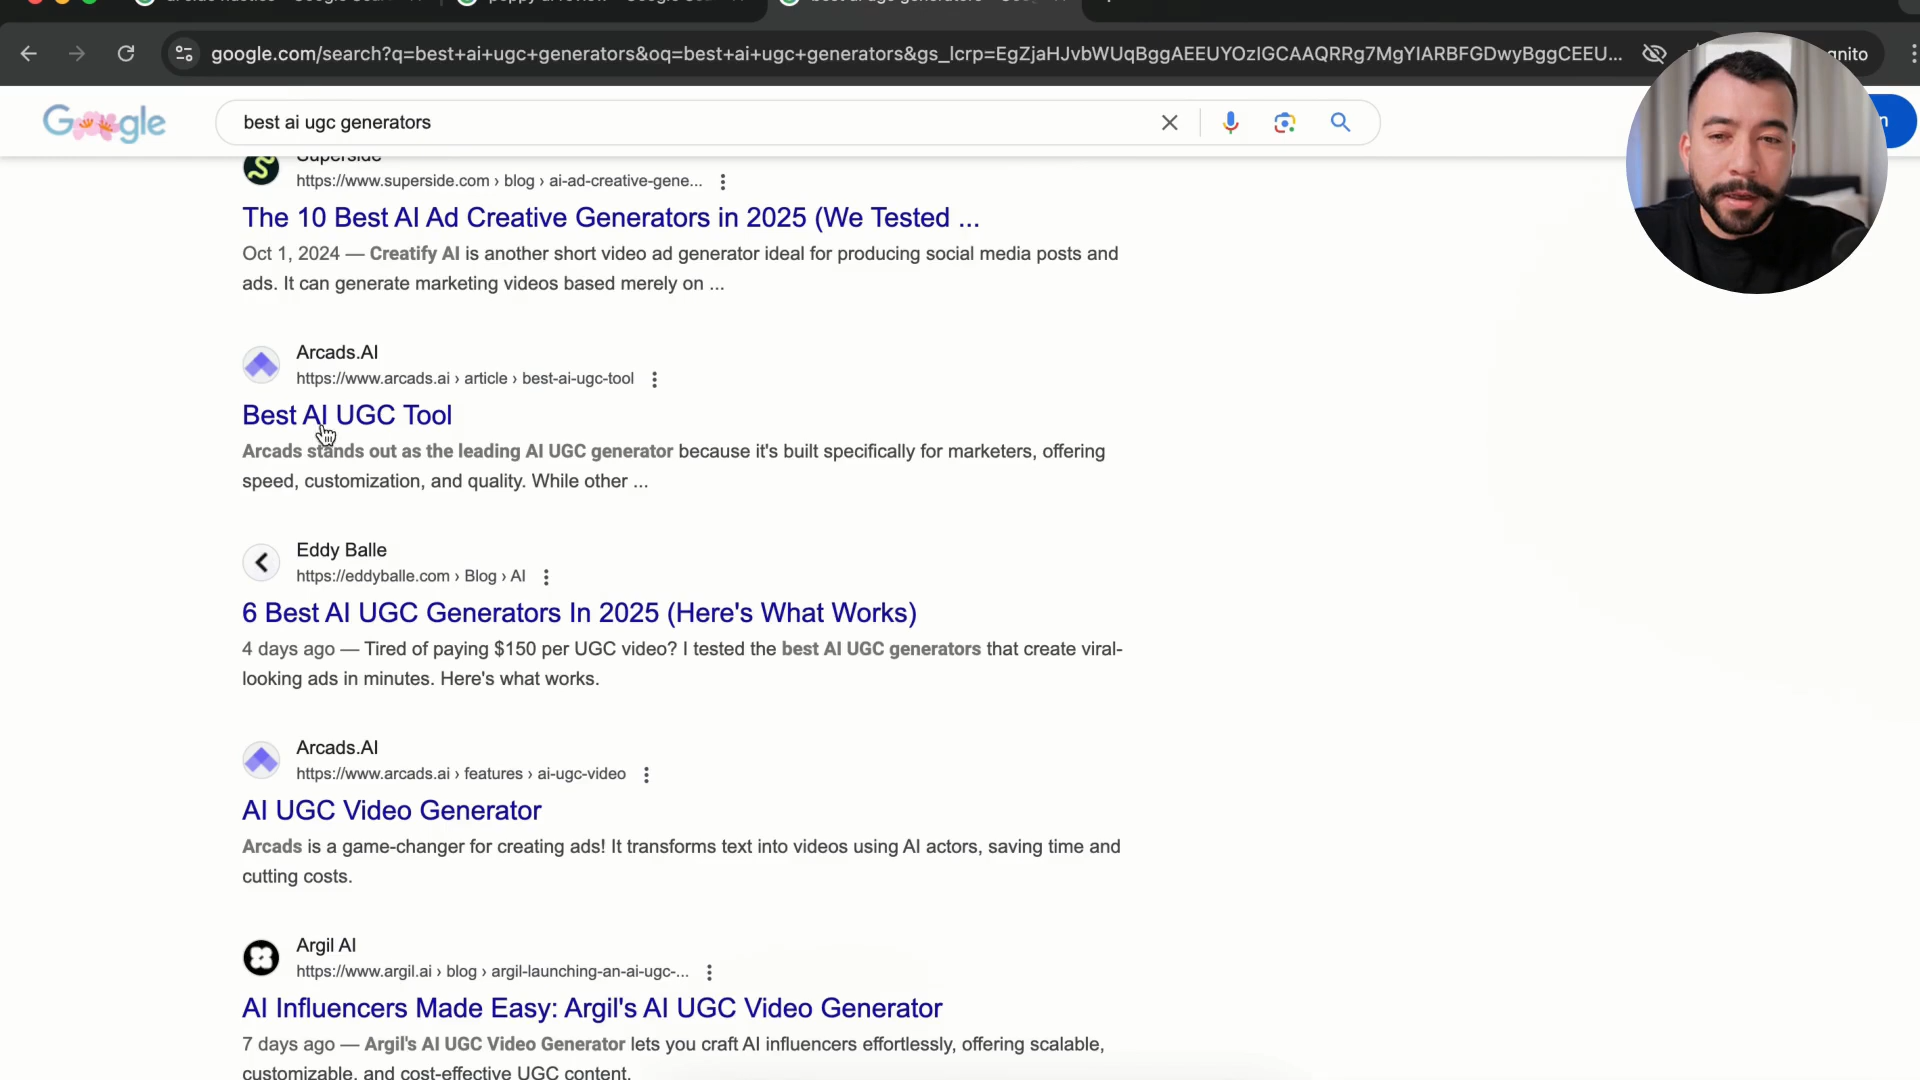 google.com/search?q=best+ai+ugc+generators&oq=best+ai+ugc+generators&gs_lcrp=EgZjaHJvbWUqBggAEEUYOzIGCAAQRRg7MgYIARBFGDwyBggCEEU...
Google
best ai ugc generators
Superside
https://www.superside.com › blog › ai-ad-creative-gene...
The 10 Best AI Ad Creative Generators in 2025 (We Tested ...
Oct 1, 2024 — Creatify AI is another short video ad generator ideal for producing social media posts and
ads. It can generate marketing videos based merely on ...
Arcads.AI
https://www.arcads.ai › article › best-ai-ugc-tool
Best AI UGC Tool
Arcads stands out as the leading AI UGC generator because it's built specifically for marketers, offering
speed, customization, and quality. While other ...
Eddy Balle
https://eddyballe.com › Blog › AI
6 Best AI UGC Generators In 2025 (Here's What Works)
4 days ago — Tired of paying $150 per UGC video? I tested the best AI UGC generators that create viral-
looking ads in minutes. Here's what works.
Arcads.AI
https://www.arcads.ai › features › ai-ugc-video
AI UGC Video Generator
Arcads is a game-changer for creating ads! It transforms text into videos using AI actors, saving time and
cutting costs.
Argil AI
https://www.argil.ai › blog › argil-launching-an-ai-ugc-...
AI Influencers Made Easy: Argil's AI UGC Video Generator
7 days ago — Argil's AI UGC Video Generator lets you craft AI influencers effortlessly, offering scalable,
customizable, and cost-effective UGC content.